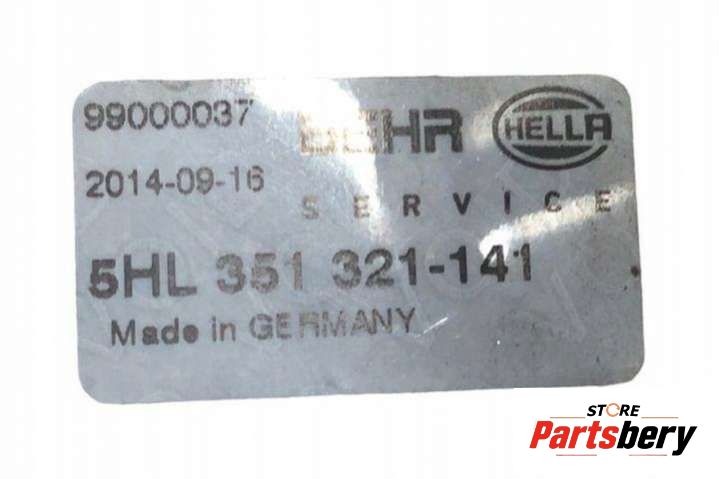 99000037 BEHR HELLA
2014-09-16
SERVICE
5HL 351 321-141
Made in GERMANY
STORE
Partsbery